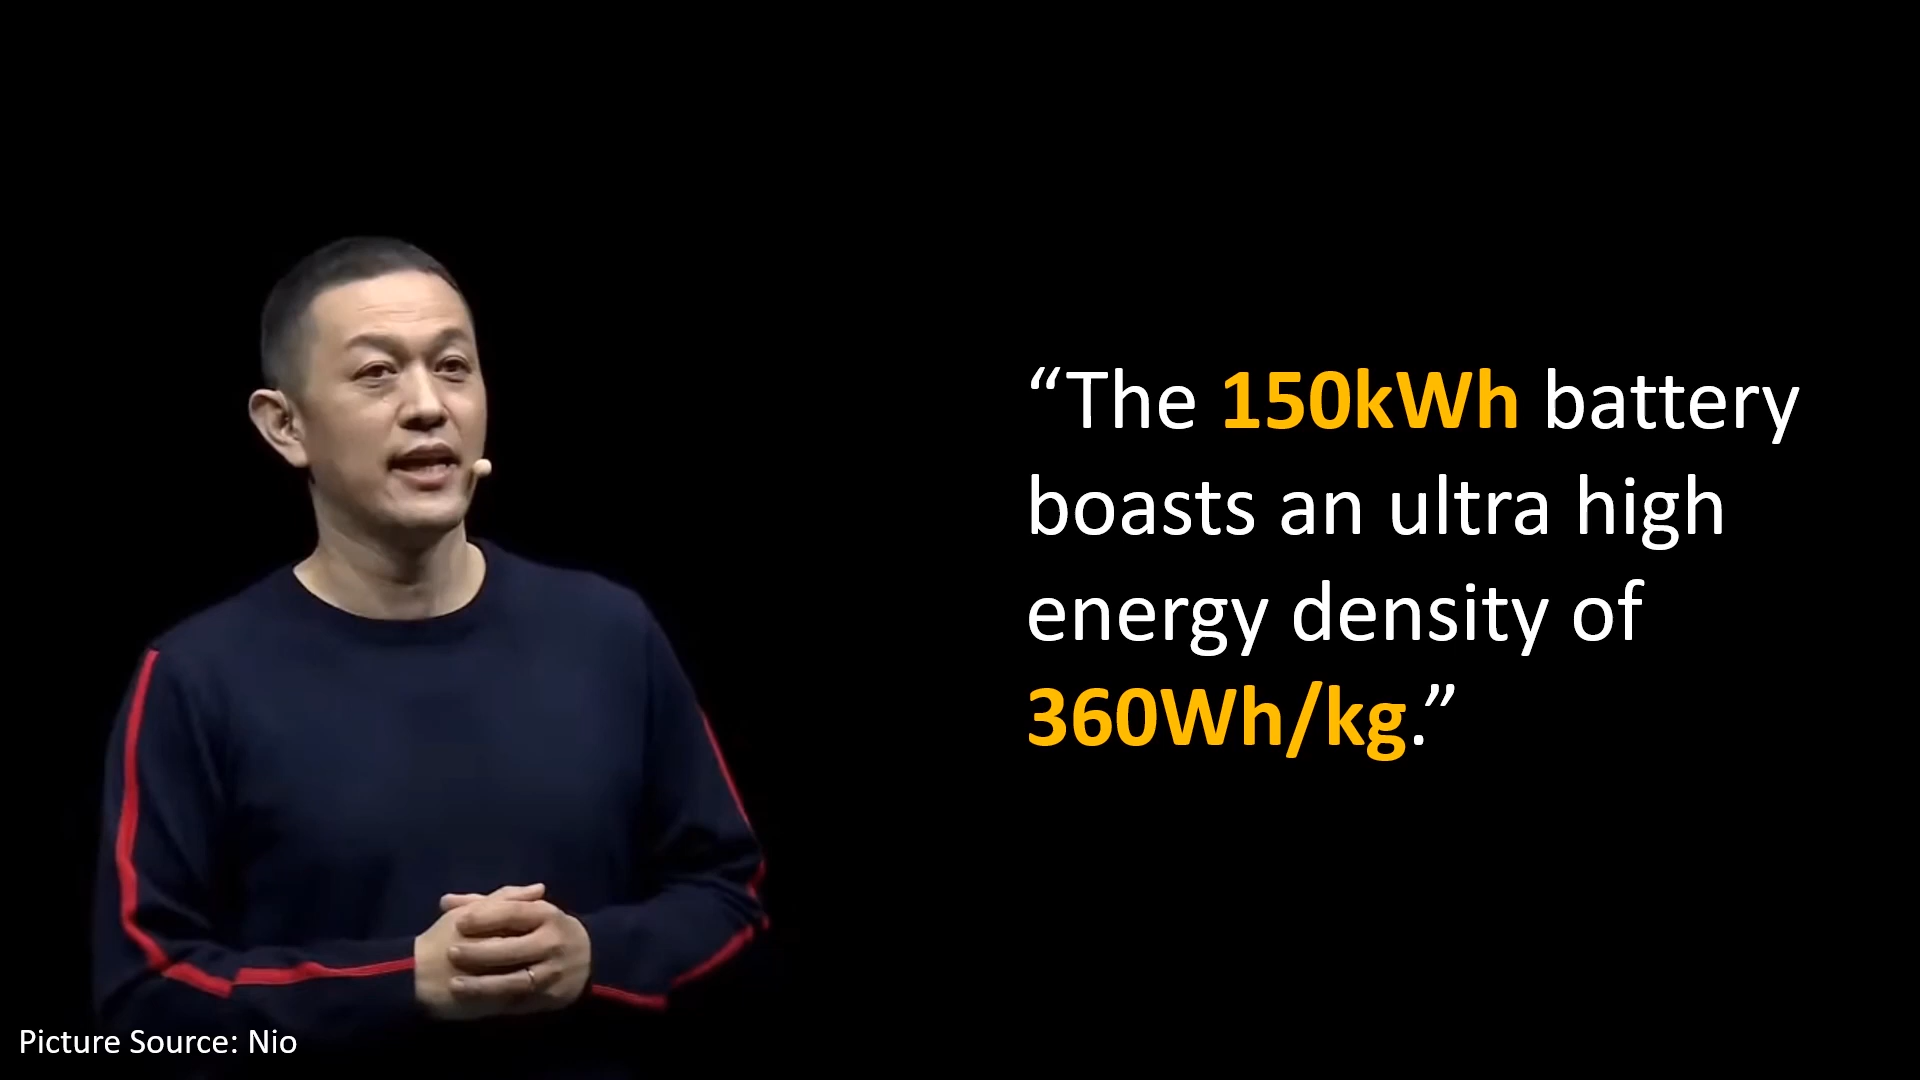 “The 150kWh battery
boasts an ultra high
energy density of
360Wh/kg.”
Picture Source: Nio